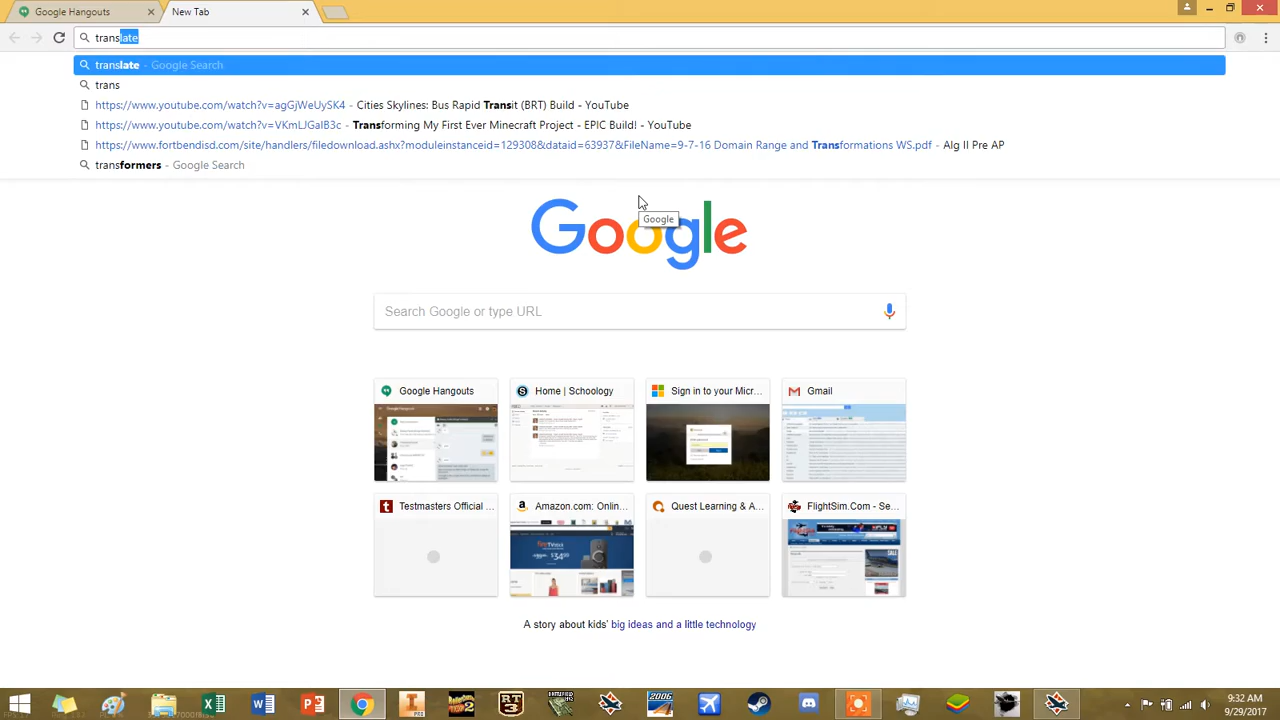 Google Hangouts
New Tab
translate
translate - Google Search
trans
https://www.youtube.com/watch?v=agGjWeUySK4 - Cities Skylines: Bus Rapid Transit (BRT) Build - YouTube
https://www.youtube.com/watch?v=VKmLJGaIB3c - Transforming My First Ever Minecraft Project - EPIC Build! - YouTube
https://www.fortbendisd.com/site/handlers/filedownload.ashx?moduleinstanceid=129308&dataid=63937&FileName=9-7-16 Domain Range and Transformations WS.pdf - Alg II Pre AP
transformers - Google Search
Google
Google
Search Google or type URL
Google Hangouts
Home | Schoology
Sign in to your Micr...
Gmail
Testmasters Official ...
Amazon.com: Onlin...
Quest Learning & A...
FlightSim.Com - Se...
A story about kids' big ideas and a little technology
RT3
2006
9:32 AM
9/29/2017